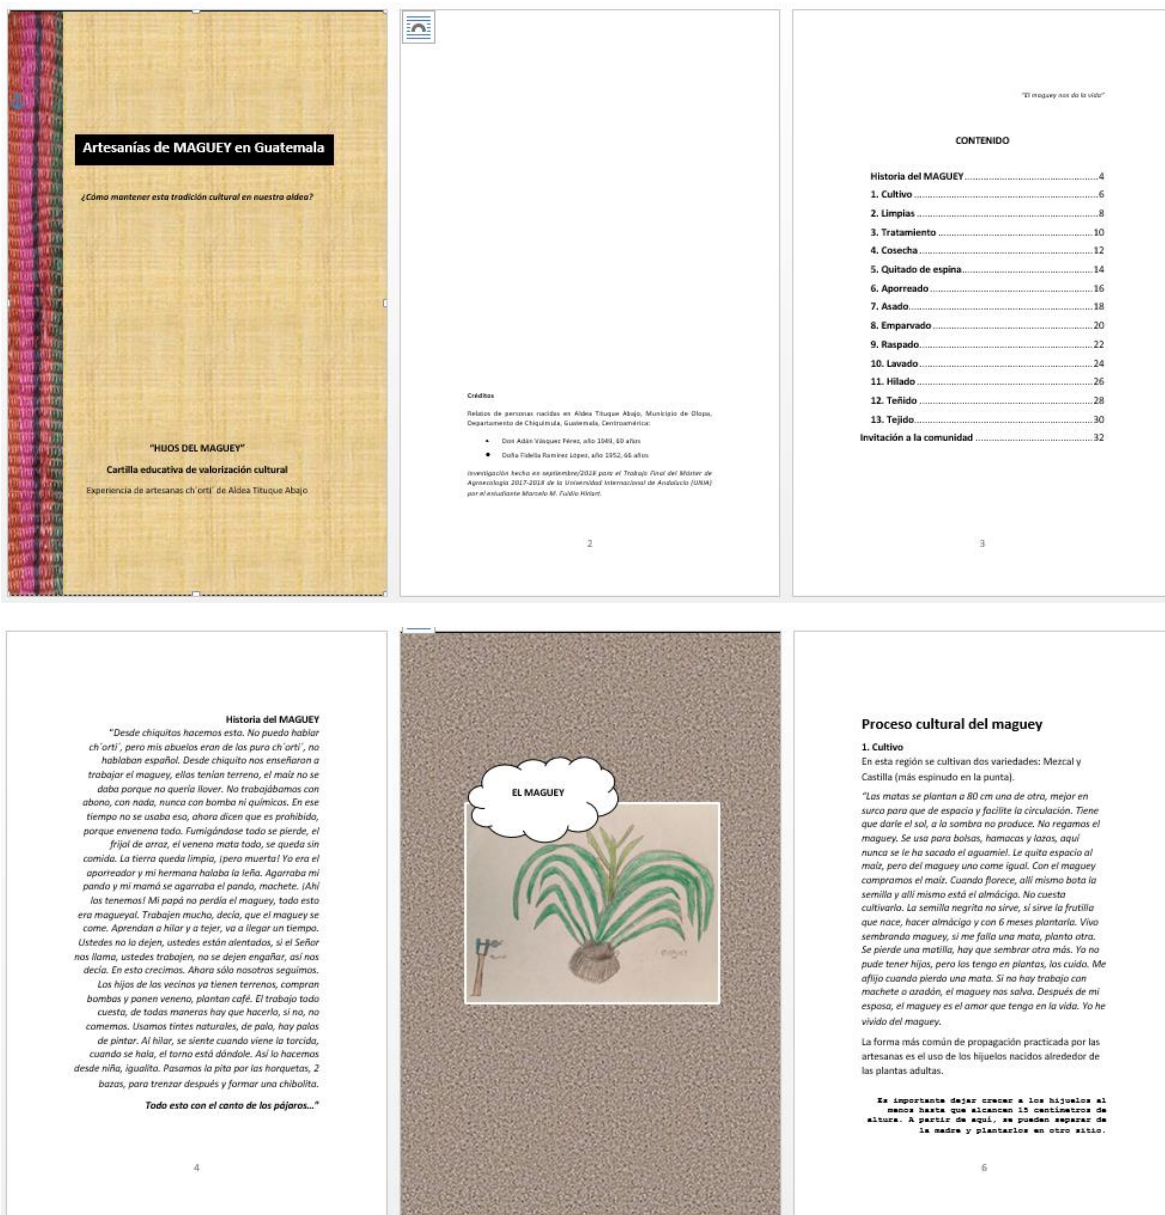 Artesanías de MAGUEY en Guatemala
¿Cómo mantener esta tradición cultural en nuestra aldea?
"HIJOS DEL MAGUEY"
Cartilla educativa de valorización cultural
Experiencia de artesanas ch´orti´ de Aldea Tituque Abajo
Créditos
Relatos de personas nacidas en Aldea Tituque Abajo, Municipio de Olopa,
Departamento de Chiquimula, Guatemala, Centroamérica:
• Don Adán Vásquez Pérez, año 1949, 69 años
• Doña Fidelia Ramírez López, año 1952, 66 años
Investigación hecha en septiembre/2018 para el Trabajo Final del Máster de
Agroecología 2017-2018 de la Universidad Internacional de Andalucía (UNIA)
por el estudiante Marcelo M. Fuidio Hiriart.
2
"El maguey nos da la vida"
CONTENIDO
Historia del MAGUEY 4
1. Cultivo 6
2. Limpias 8
3. Tratamiento 10
4. Cosecha 12
5. Quitado de espina 14
6. Aporreado 16
7. Asado 18
8. Emparvado 20
9. Raspado 22
10. Lavado 24
11. Hilado 26
12. Teñido 28
13. Tejido 30
Invitación a la comunidad 32
3
Historia del MAGUEY
"Desde chiquitos hacemos esto. No puedo hablar
ch´orti´, pero mis abuelos eran de los puro ch´orti´, no
hablaban español. Desde chiquito nos enseñaron a
trabajar el maguey, ellos tenían terreno, el maíz no se
daba porque no quería llover. No trabajábamos con
abono, con nada, nunca con bomba ni químicos. En ese
tiempo no se usaba eso, ahora dicen que es prohibido,
porque envenena todo. Fumigándose todo se pierde, el
frijol de arroz, el veneno mata todo, se queda sin
comida. La tierra queda limpia, ¡pero muerta! Yo era el
aporreador y mi hermana halaba la leña. Agarraba mi
pando y mi mamá se agarraba el pando, machete. ¡Ahí
los tenemos! Mi papá no perdía el maguey, todo esto
era magueyal. Trabajen mucho, decía, que el maguey se
come. Aprendan a hilar y a tejer, va a llegar un tiempo.
Ustedes no lo dejen, ustedes están alentados, si el Señor
nos llama, ustedes trabajen, no se dejen engañar, así nos
decía. En esto crecimos. Ahora sólo nosotros seguimos.
Los hijos de los vecinos ya tienen terrenos, compran
bombas y ponen veneno, plantan café. El trabajo todo
cuesta, de todas maneras hay que hacerlo, si no, no
comemos. Usamos tintes naturales, de palo, hay palos
de pintar. Al hilar, se siente cuando viene la torcida,
cuando se hala, el torno está dándole. Así lo hacemos
desde niña, igualito. Pasamos la pita por las horquetas, 2
bazas, para trenzar después y formar una chibolita.
Todo esto con el canto de los pájaros…"
4
EL MAGUEY
Proceso cultural del maguey
1. Cultivo
En esta región se cultivan dos variedades: Mezcal y
Castilla (más espinudo en la punta).
"Las matas se plantan a 80 cm una de otra, mejor en
surco para que de espacio y facilite la circulación. Tiene
que darle el sol, a la sombra no produce. No regamos el
maguey. Se usa para bolsas, hamacas y lazos, aquí
nunca se le ha sacado el aguamiel. Le quita espacio al
maíz, pero del maguey uno come igual. Con el maguey
compramos el maíz. Cuando florece, allí mismo bota la
semilla y allí mismo está el almácigo. No cuesta
cultivarlo. La semilla negrita no sirve, sí sirve la frutilla
que nace, hacer almácigo y con 6 meses plantarla. Vivo
sembrando maguey, si me falla una mata, planto otra.
Se pierde una matilla, hay que sembrar otra más. Yo no
pude tener hijos, pero los tengo en plantas, los cuido. Me
aflijo cuando pierdo una mata. Si no hay trabajo con
machete o azadón, el maguey nos salva. Después de mi
esposa, el maguey es el amor que tengo en la vida. Yo he
vivido del maguey.
La forma más común de propagación practicada por las
artesanas es el uso de los hijuelos nacidos alrededor de
las plantas adultas.
Es importante dejar crecer a los hijuelos al
menos hasta que alcancen 15 centímetros de
altura. A partir de aquí, se pueden separar de
la madre y plantarlos en otro sitio.
6